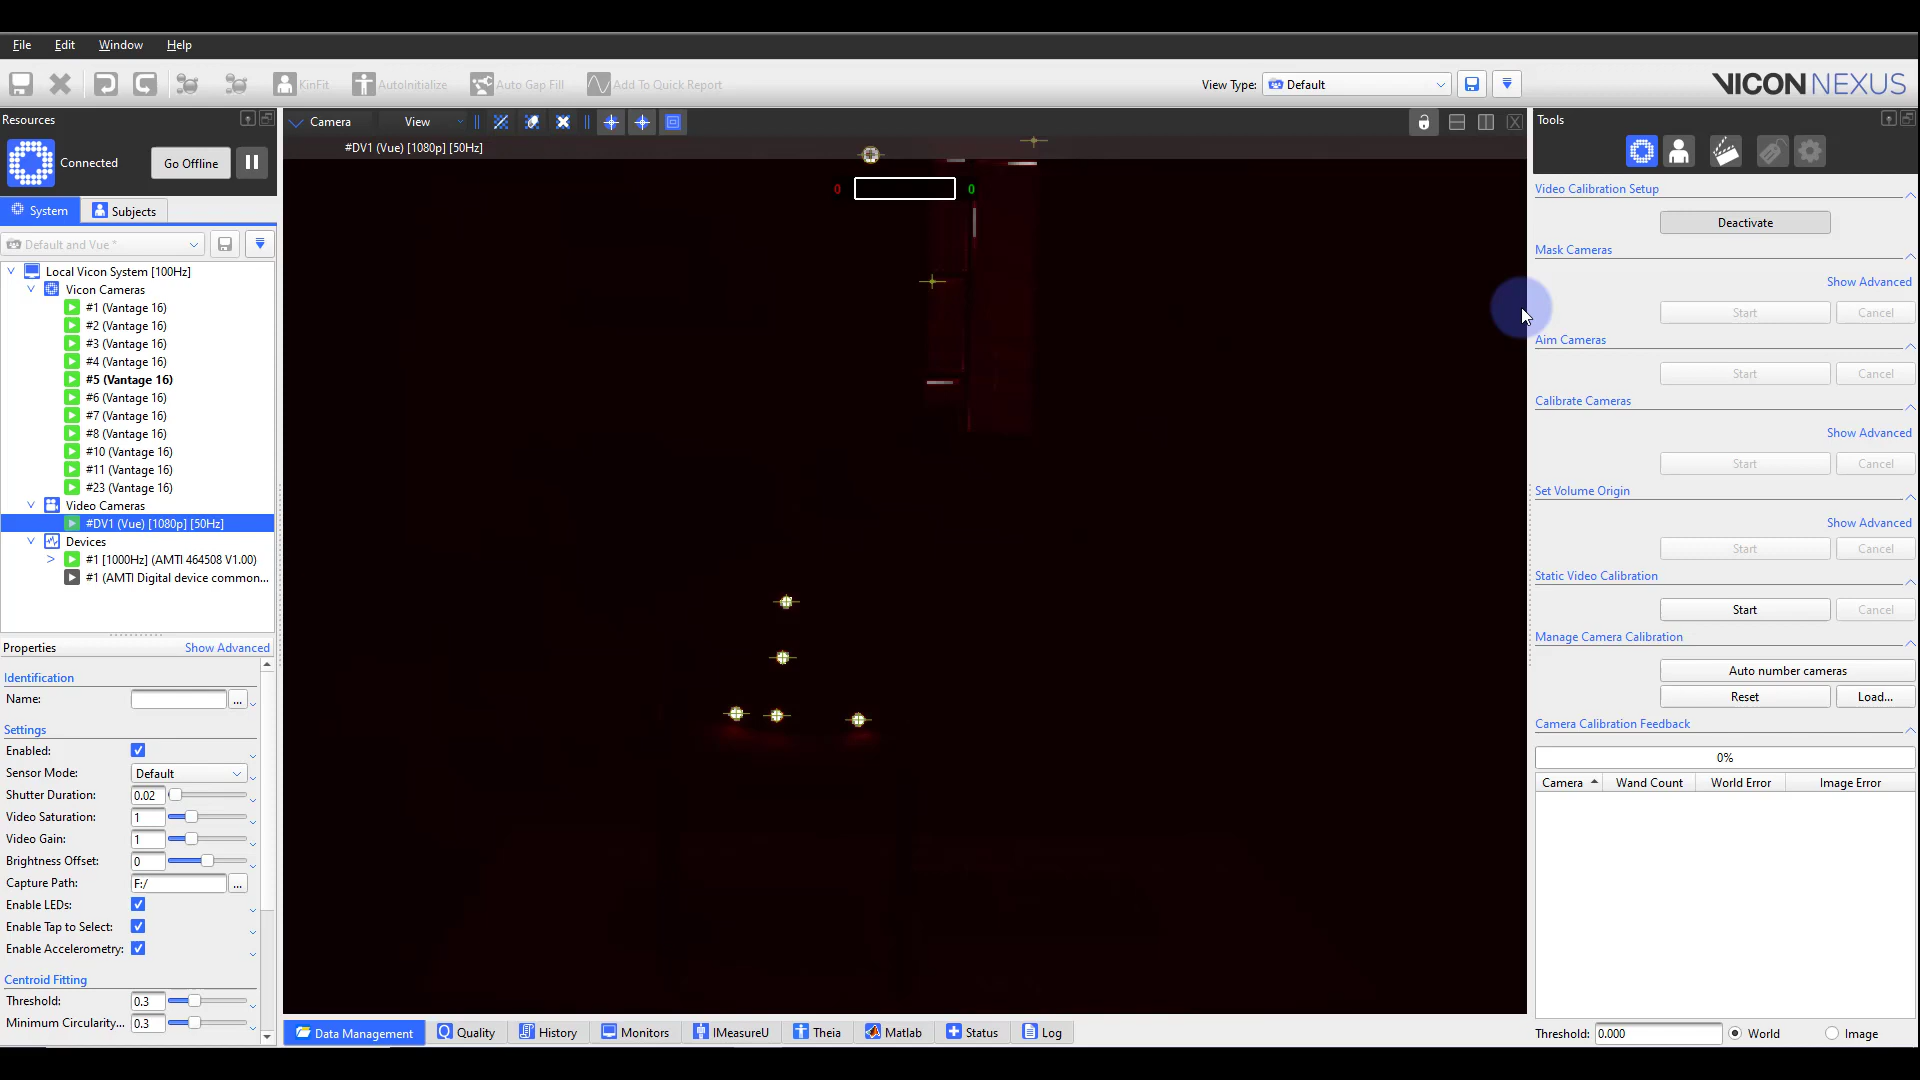 File Edit Window Help
KinFit AutoInitialize Auto Gap Fill Add To Quick Report View Type: Default VICON NEXUS
Resources
Connected Go Offline
System Subjects
Default and Vue *
Local Vicon System [100Hz]
Vicon Cameras
#1 (Vantage 16)
#2 (Vantage 16)
#3 (Vantage 16)
#4 (Vantage 16)
#5 (Vantage 16)
#6 (Vantage 16)
#7 (Vantage 16)
#8 (Vantage 16)
#10 (Vantage 16)
#11 (Vantage 16)
#23 (Vantage 16)
Video Cameras
#DV1 (Vue) [1080p] [50Hz]
Devices
#1 [1000Hz] (AMTI 464508 V1.00)
#1 (AMTI Digital device common...
Properties Show Advanced
Identification
Name: ...
Settings
Enabled:
Sensor Mode: Default
Shutter Duration: 0.02
Video Saturation: 1
Video Gain: 1
Brightness Offset: 0
Capture Path: F:/ ...
Enable LEDs:
Enable Tap to Select:
Enable Accelerometry:
Centroid Fitting
Threshold: 0.3
Minimum Circularity... 0.3
Camera View
#DV1 (Vue) [1080p] [50Hz]
0 0
Data Management Quality History Monitors IMeasureU Theia Matlab Status Log
Tools
Video Calibration Setup
Deactivate
Mask Cameras
Show Advanced
Start Cancel
Aim Cameras
Start Cancel
Calibrate Cameras
Show Advanced
Start Cancel
Set Volume Origin
Show Advanced
Start Cancel
Static Video Calibration
Start Cancel
Manage Camera Calibration
Auto number cameras
Reset Load...
Camera Calibration Feedback
0%
Camera Wand Count World Error Image Error
Threshold: 0.000 World Image